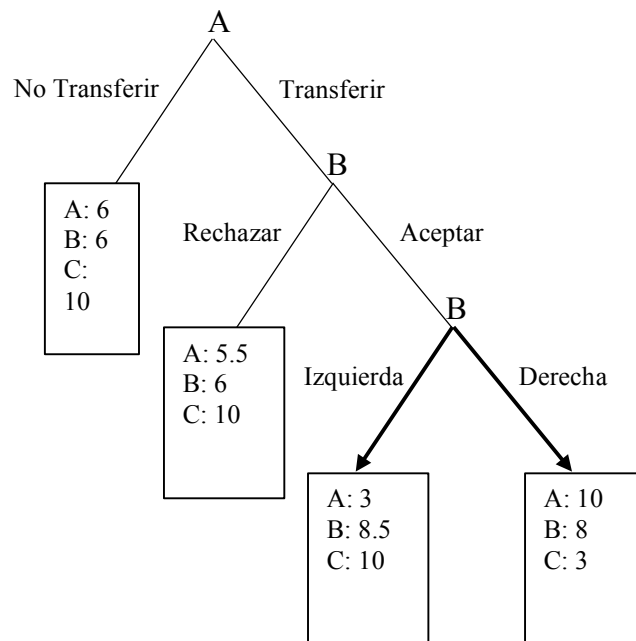 A
No Transferir
Transferir
B
A: 6
B: 6
C:
10
Rechazar
Aceptar
B
A: 5.5
B: 6
C: 10
Izquierda
Derecha
A: 3
B: 8.5
C: 10
A: 10
B: 8
C: 3